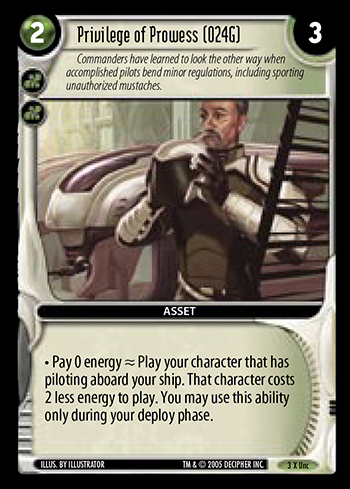 2
Privilege of Prowess (024G)
3
Commanders have learned to look the other way when
accomplished pilots bend minor regulations, including sporting
unauthorized mustaches.
ASSET
• Pay 0 energy ≈ Play your character that has
piloting aboard your ship. That character costs
2 less energy to play. You may use this ability
only during your deploy phase.
ILLUS. BY ILLUSTRATOR
TM & © 2005 DECIPHER INC.
3 X Unc